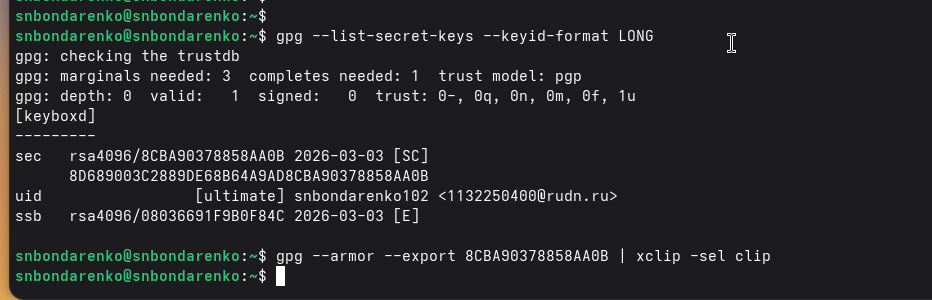 snbondarenko@snbondarenko:~$
snbondarenko@snbondarenko:~$ gpg --list-secret-keys --keyid-format LONG
gpg: checking the trustdb
gpg: marginals needed: 3  completes needed: 1  trust model: pgp
gpg: depth: 0  valid:   1  signed:   0  trust: 0-, 0q, 0n, 0m, 0f, 1u
[keyboxd]
---------
sec   rsa4096/8CBA90378858AA0B 2026-03-03 [SC]
      8D689003C2889DE68B64A9AD8CBA90378858AA0B
uid                 [ultimate] snbondarenko102 <1132250400@rudn.ru>
ssb   rsa4096/08036691F9B0F84C 2026-03-03 [E]

snbondarenko@snbondarenko:~$ gpg --armor --export 8CBA90378858AA0B | xclip -sel clip
snbondarenko@snbondarenko:~$